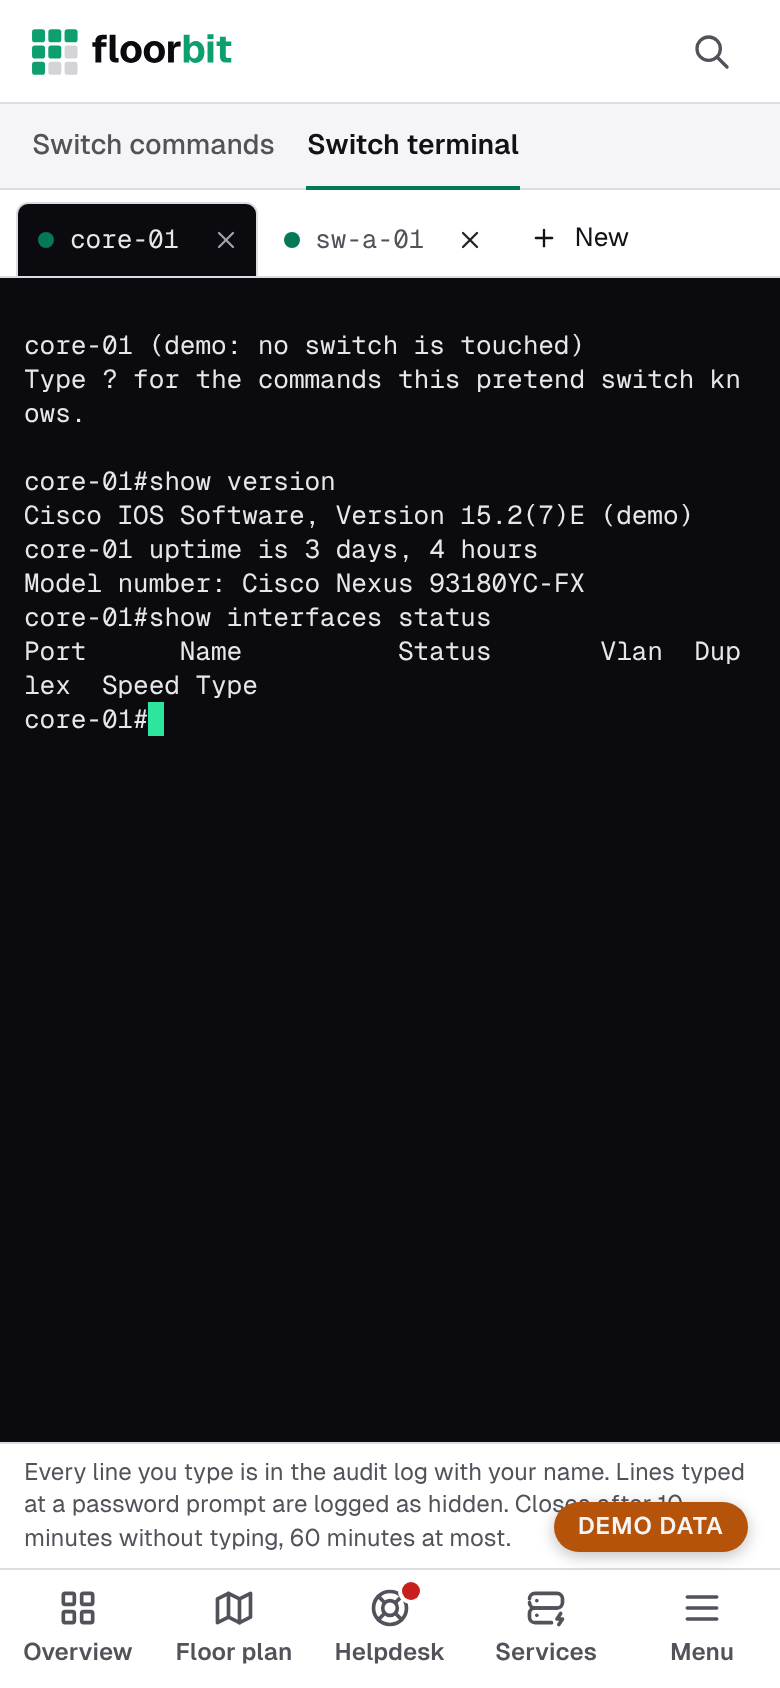 floorbit
Switch commands Switch terminal
core-01 sw-a-01 + New
core-01 (demo: no switch is touched)
Type ? for the commands this pretend switch kn
ows.
core-01#show version
Cisco IOS Software, Version 15.2(7)E (demo)
core-01 uptime is 3 days, 4 hours
Model number: Cisco Nexus 93180YC-FX
core-01#show interfaces status
Port Name Status Vlan Dup
lex Speed Type
core-01#
Every line you type is in the audit log with your name. Lines typed
at a password prompt are logged as hidden. Closes after 10
minutes without typing, 60 minutes at most.
DEMO DATA
Overview Floor plan Helpdesk Services Menu